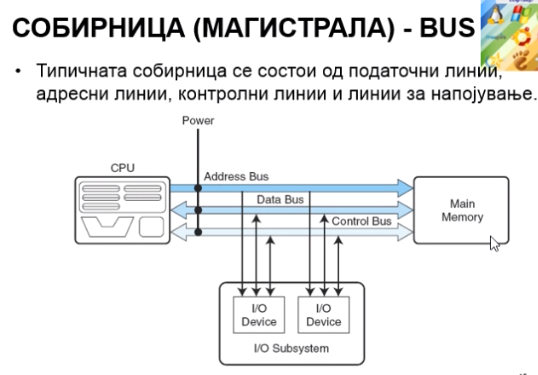 СОБИРНИЦА (МАГИСТРАЛА) - BUS
• Типичната собирница се состои од податочни линии,
адресни линии, контролни линии и линии за напојување.
Power
CPU
Address Bus
Data Bus
Control Bus
Main
Memory
I/O
Device
I/O
Device
I/O Subsystem